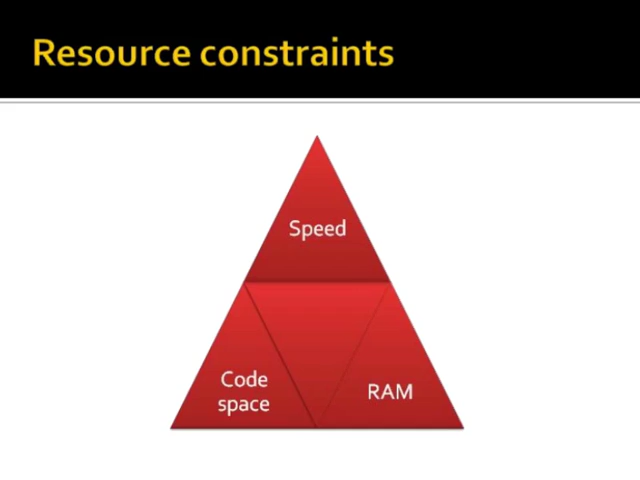 Resource constraints
Speed
Code
space
RAM